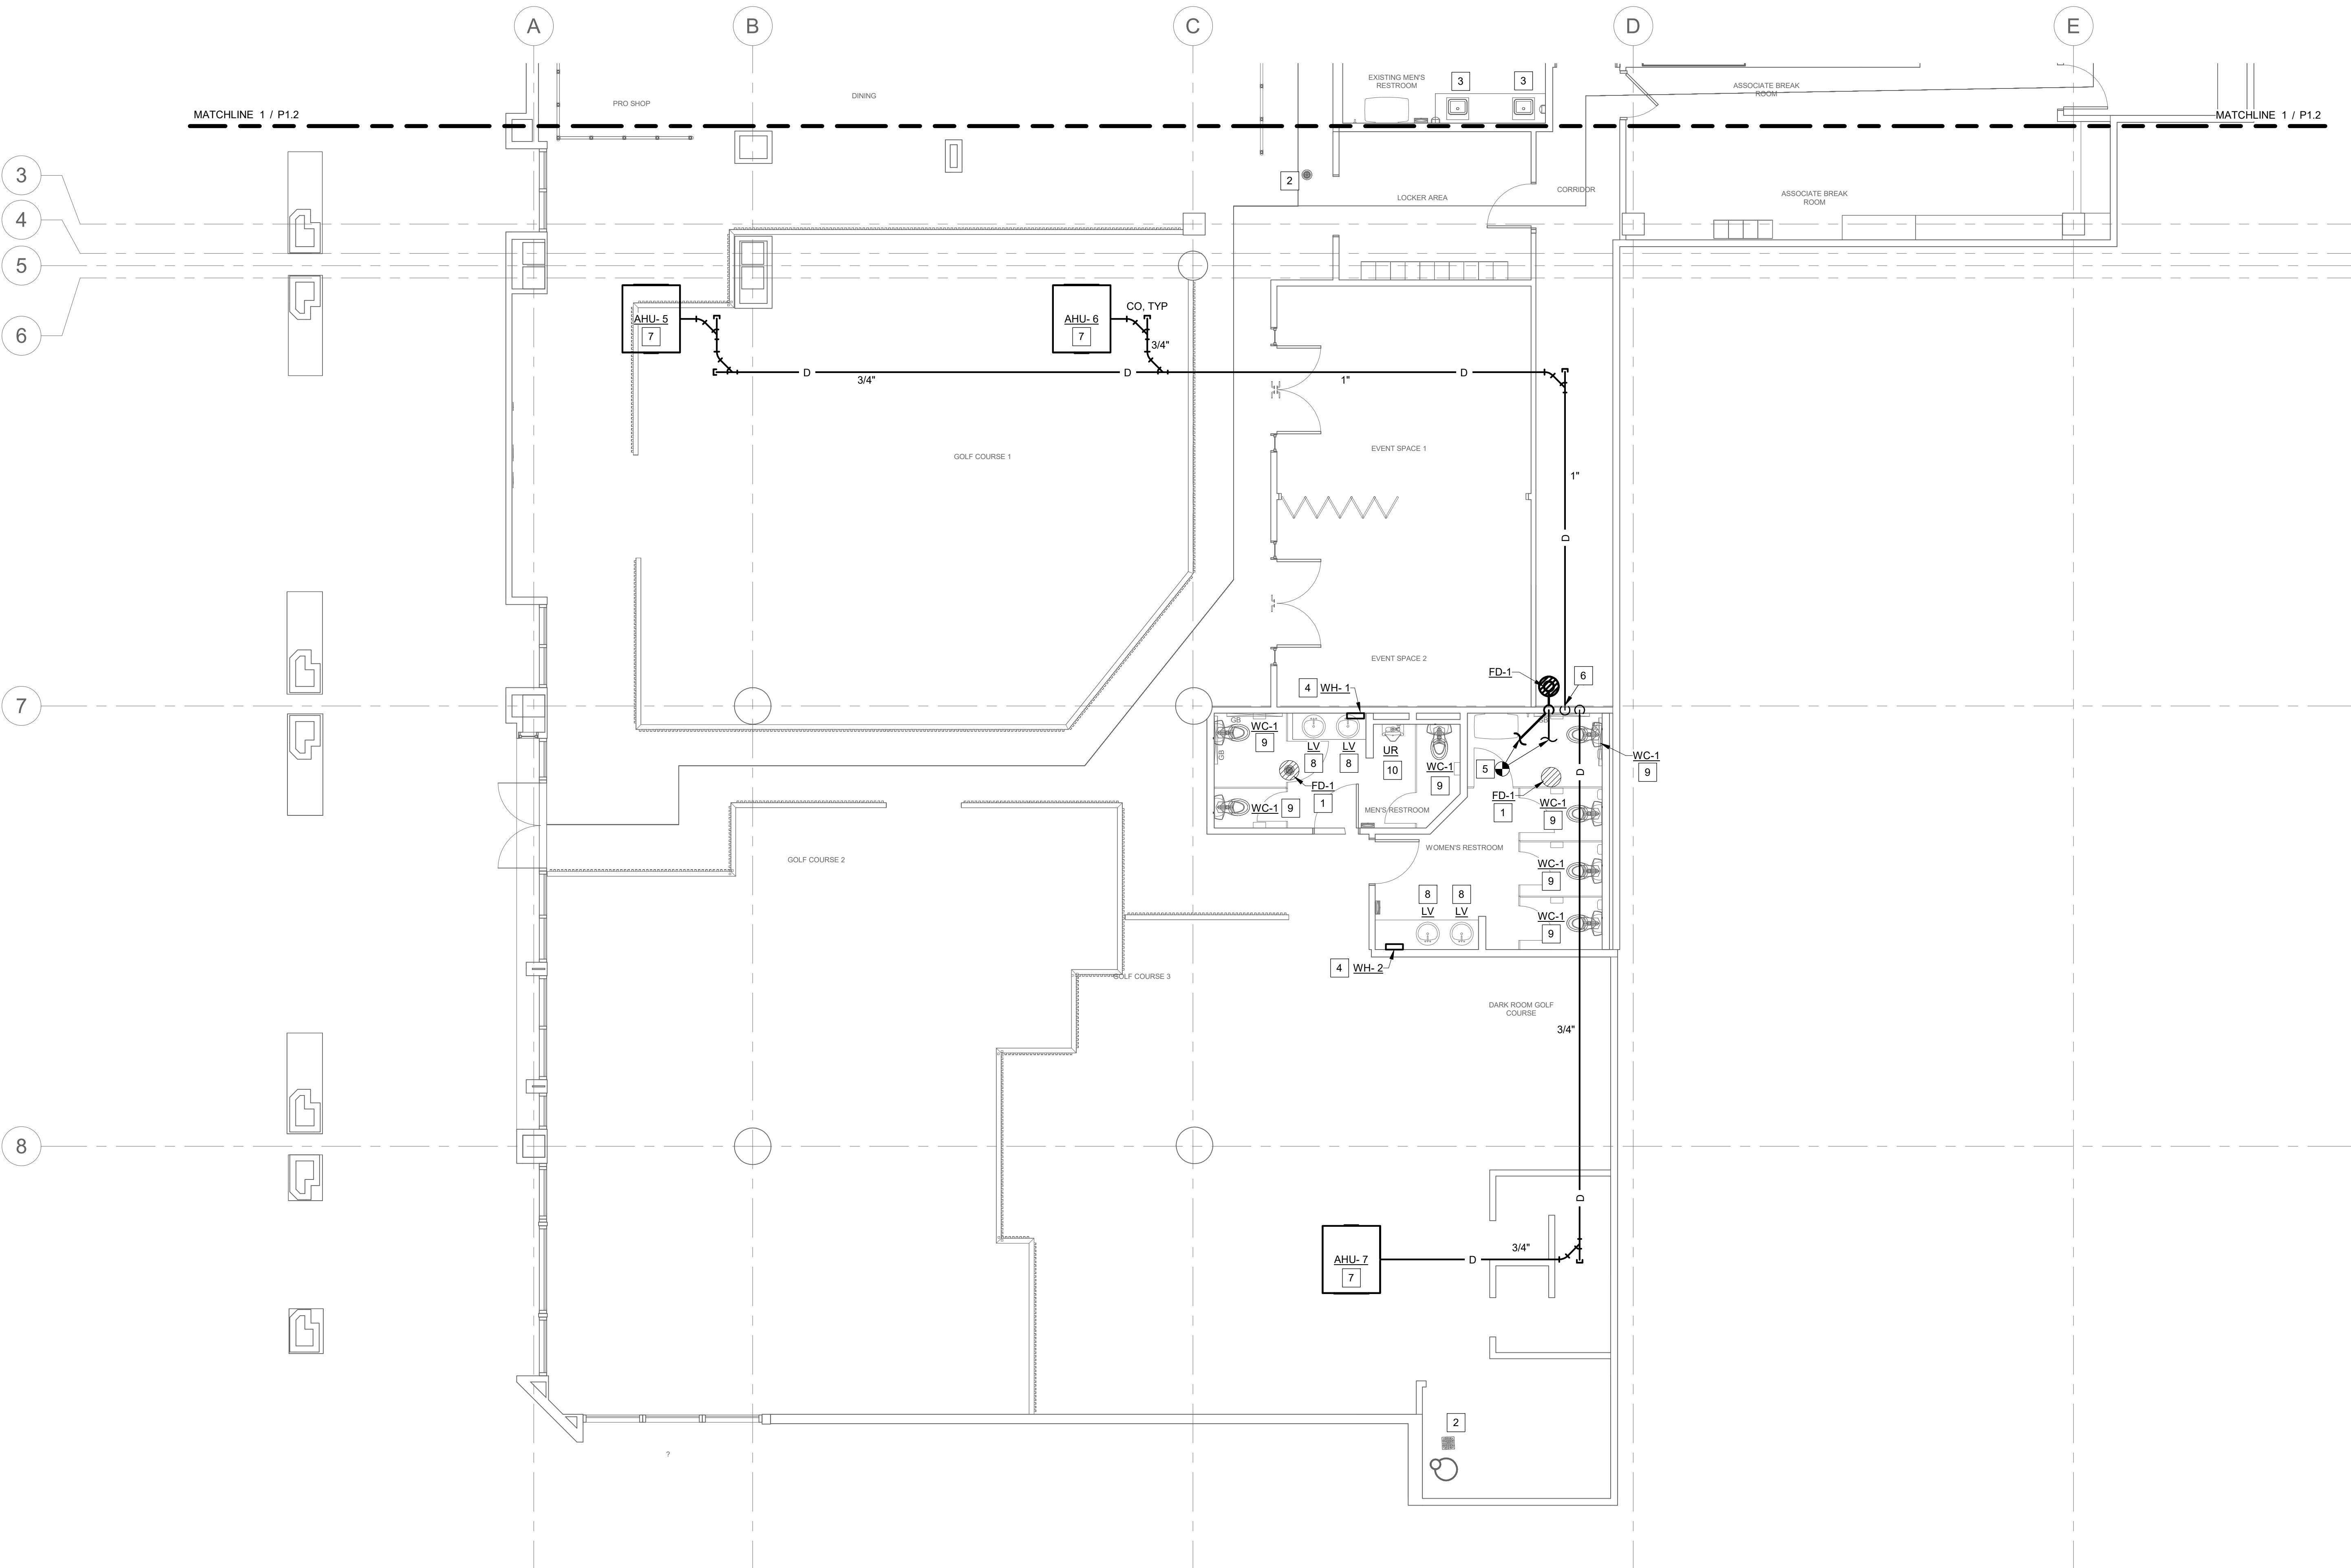 A
B
C
D
E
MATCHLINE 1 / P1.2
PRO SHOP
DINING
EXISTING MEN'S
RESTROOM
3
3
ASSOCIATE BREAK
ROOM
MATCHLINE 1 / P1.2
3
2
LOCKER AREA
CORRIDOR
ASSOCIATE BREAK
ROOM
4
5
6
AHU- 5
7
AHU- 6
7
CO, TYP
3/4"
D
3/4"
D
1"
D
GOLF COURSE 1
EVENT SPACE 1
1"
D
EVENT SPACE 2
FD-1
6
4
WH- 1
7
GB
GB
WC-1
9
LV
8
LV
8
UR
10
WC-1
9
GB
5
FD-1
1
WC-1
9
MEN'S RESTROOM
D
WC-1
9
FD-1
1
WC-1
9
GOLF COURSE 2
WOMEN'S RESTROOM
WC-1
9
8
LV
8
LV
WC-1
9
4
WH- 2
GOLF COURSE 3
DARK ROOM GOLF
COURSE
3/4"
8
D
AHU- 7
7
D
3/4"
2
?